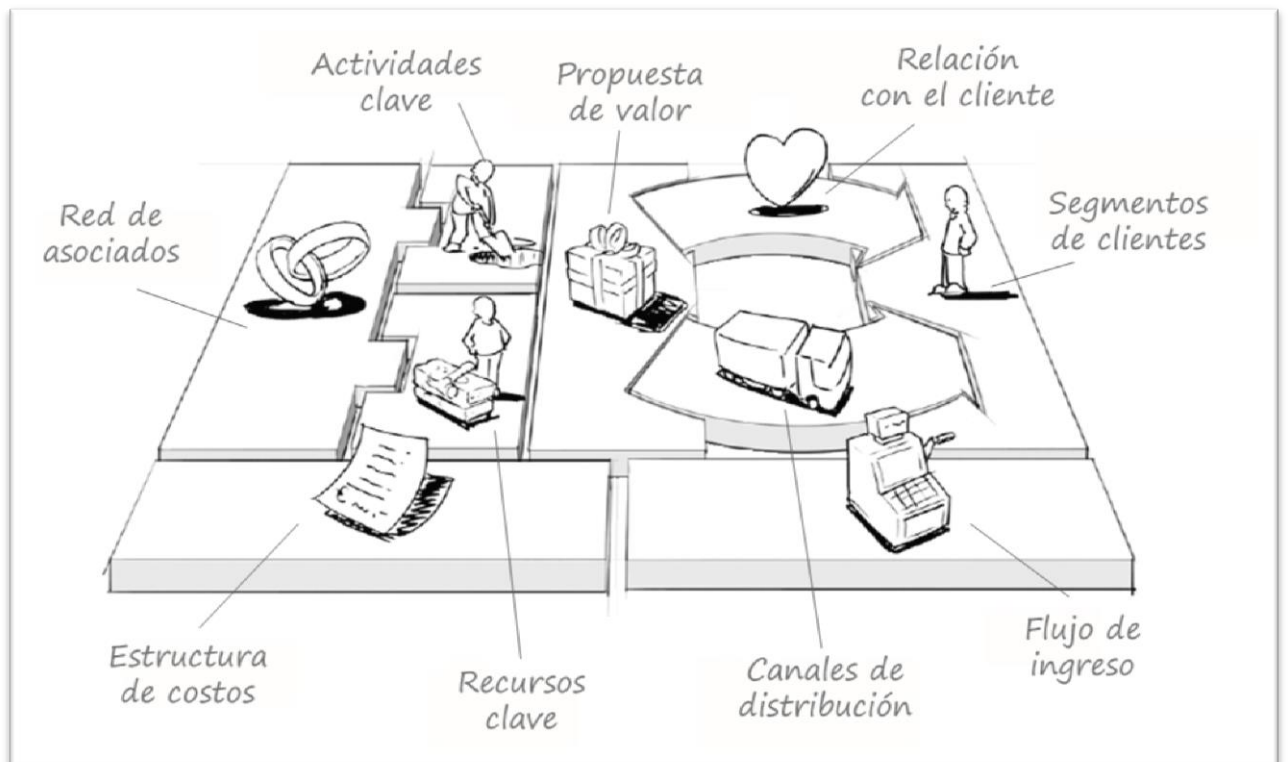 Actividades
clave
Propuesta
de valor
Relación
con el cliente
Red de
asociados
Segmentos
de clientes
Estructura
de costos
Recursos
clave
Canales de
distribución
Flujo de
ingreso